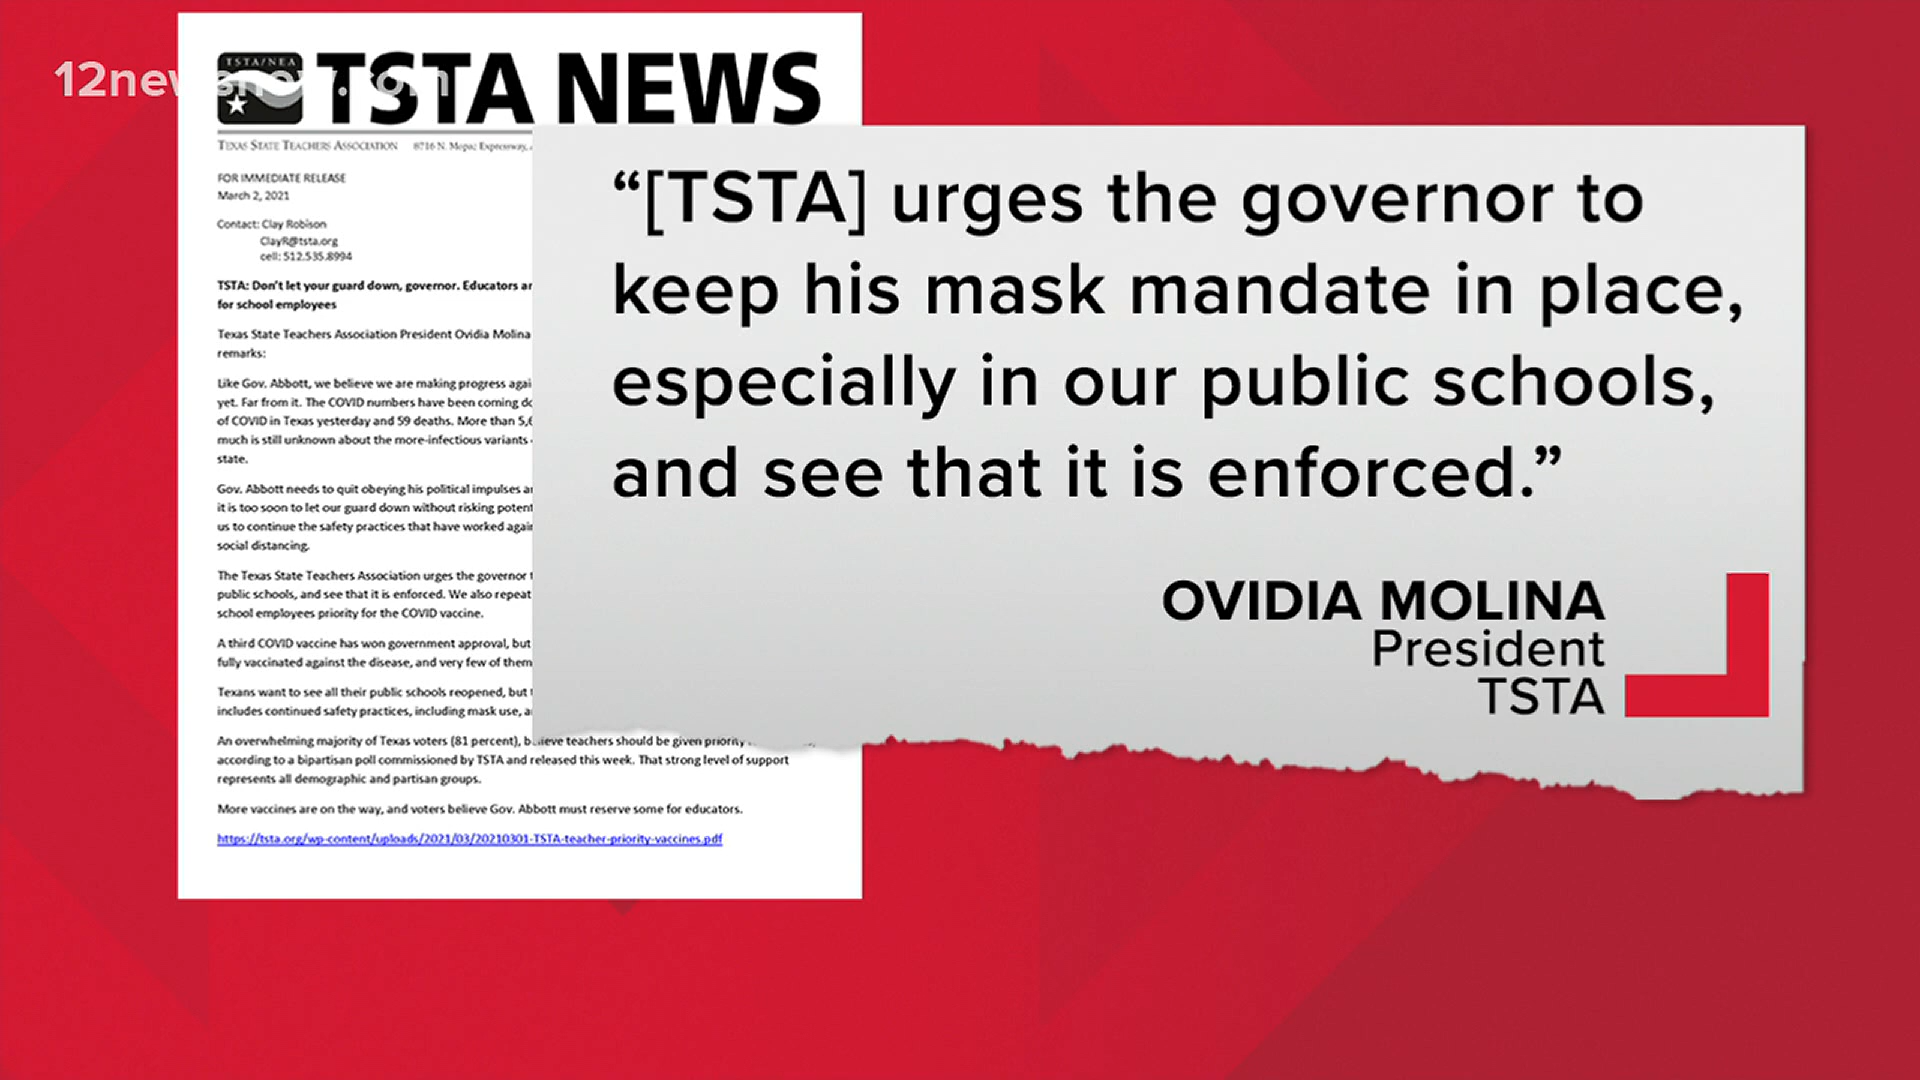 12newsnow.com
TSTA/NEA
TSTA NEWS
TEXAS STATE TEACHERS ASSOCIATION 8716 N. Mopac Expressway,
FOR IMMEDIATE RELEASE
March 2, 2021
Contact: Clay Robison
ClayR@tsta.org
cell: 512.535.8994
TSTA: Don't let your guard down, governor. Educators
for school employees
Texas State Teachers Association President Ovidia Molina
remarks:
Like Gov. Abbott, we believe we are making progress
yet. Far from it. The COVID numbers have been coming
of COVID in Texas yesterday and 59 deaths. More than
much is still unknown about the more-infectious variants
state.
Gov. Abbott needs to quit obeying his political impulses
it is too soon to let our guard down without risking
us to continue the safety practices that have worked
social distancing.
The Texas State Teachers Association urges the governor
public schools, and see that it is enforced. We also repeat
school employees priority for the COVID vaccine.
A third COVID vaccine has won government approval, but
fully vaccinated against the disease, and very few of them
Texans want to see all their public schools reopened, but
includes continued safety practices, including mask use,
An overwhelming majority of Texas voters (81 percent), believe teachers should be given priority
according to a bipartisan poll commissioned by TSTA and released this week. That strong level of support
represents all demographic and partisan groups.
More vaccines are on the way, and voters believe Gov. Abbott must reserve some for educators.
https://tsta.org/wp-content/uploads/2021/03/20210301-TSTA-teacher-priority-vaccines.pdf
“[TSTA] urges the governor to
keep his mask mandate in place,
especially in our public schools,
and see that it is enforced.”
OVIDIA MOLINA
President
TSTA